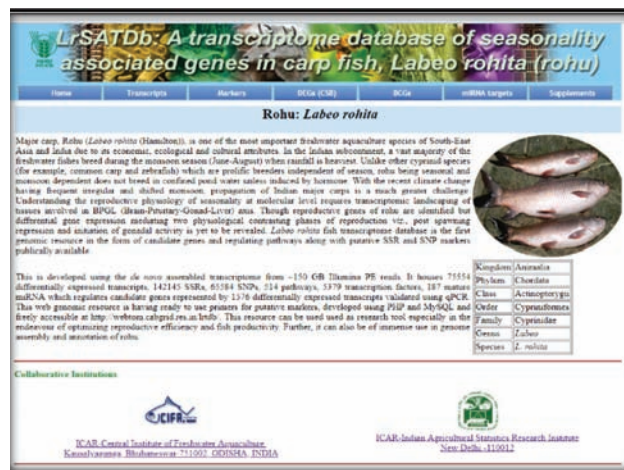 LrSATDb: A transcriptome database of seasonality
associated genes in carp fish, Labeo rohita (rohu)
Home Transcripts Markers DEGs (CSB) BCGs miRNA targets Supplements
Rohu: Labeo rohita
Major carp, Rohu (Labeo rohita (Hamilton)), is one of the most important freshwater aquaculture species of South-East
Asia and India due to its economic, ecological and cultural attributes. In the Indian subcontinent, a vast majority of the
freshwater fishes breed during the monsoon season (June-August) when rainfall is heaviest. Unlike other cyprinid species
(for example, common carp and zebrafish) which are prolific breeders independent of season, rohu being seasonal and
monsoon dependent does not breed in confined pond water unless induced by hormone. With the recent climate change
having frequent irregular and shifted monsoon, propagation of Indian major carps is a much greater challenge.
Understanding the reproductive physiology of seasonality at molecular level requires transcriptomic landscaping of
tissues involved in BPGL (Brain-Pituitary-Gonad-Liver) axis. Though reproductive genes of rohu are identified but
differential gene expression mediating two physiological contrasting phases of reproduction viz., post spawning
regression and initiation of gonadal activity is yet to be revealed. Labeo rohita fish transcriptome database is the first
genomic resource in the form of candidate genes and regulating pathways along with putative SSR and SNP markers
publically available.
This is developed using the de novo assembled transcriptome from ~150 GB Illumina PE reads. It houses 75554
differentially expressed transcripts, 142145 SSRs, 65584 SNPs, 514 pathways, 5379 transcription factors, 187 mature
miRNA which regulates candidate genes represented by 1576 differentially expressed transcripts validated using qPCR.
This web genomic resource is having ready to use primers for putative markers, developed using PHP and MySQL and
freely accessible at http://webtom.cabgrid.res.in/lrsdb/. This resource can be used used as research tool especially in the
endeavour of optimizing reproductive efficiency and fish productivity. Further, it can also be of immense use in genome
assembly and annotation of rohu.
Kingdom Animalia
Phylum Chordata
Class Actinopterygii
Order Cypriniformes
Family Cyprinidae
Genus Labeo
Species L. rohita
Collaborative Institutions
CIFA
ICAR-Central Institute of Freshwater Aquaculture,
Kausalyaganga, Bhubaneswar-751002, ODISHA, INDIA
ICAR-Indian Agricultural Statistics Research Institute
New Delhi -110012